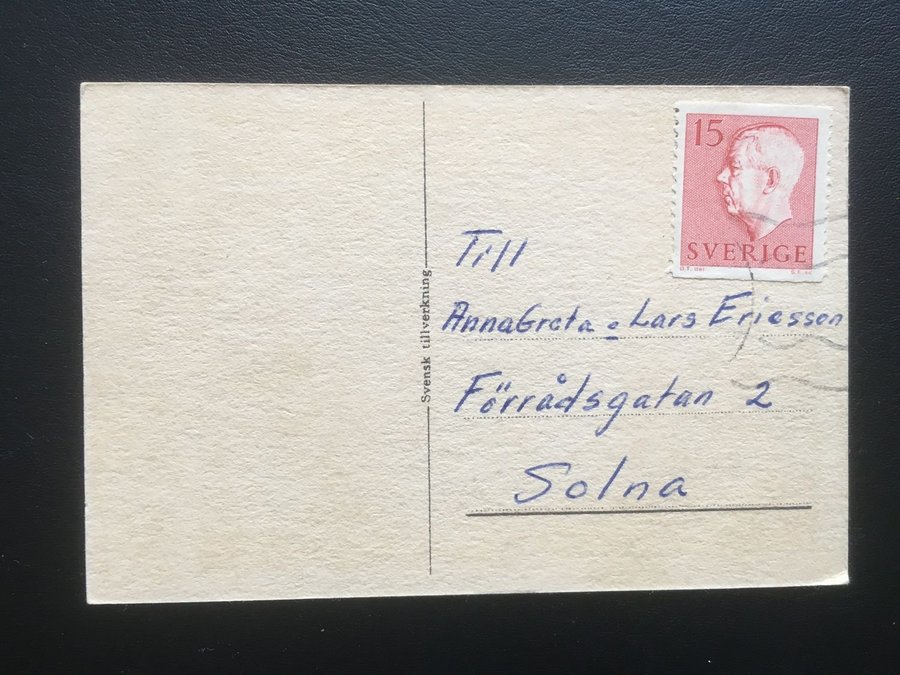 15
SVERIGE
Till
AnnaGreta o Lars Ericsson
Förrådsgatan 2
Solna
Svensk tillverkning